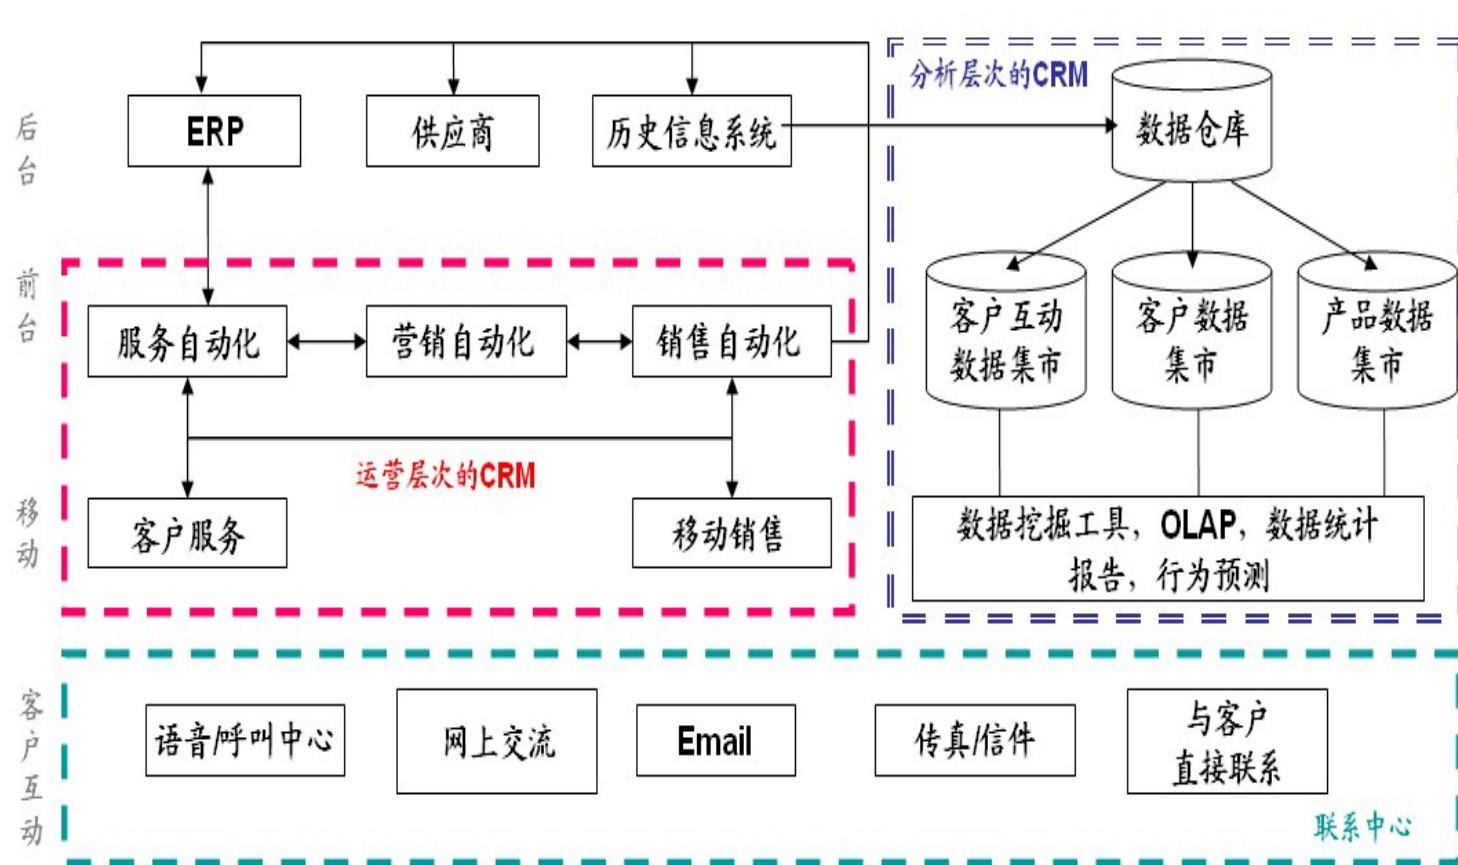 分析层次的CRM
后台
ERP
供应商
历史信息系统
数据仓库
前台
服务自动化
营销自动化
销售自动化
客户互动
数据集市
客户数据
集市
产品数据
集市
运营层次的CRM
移动
客户服务
移动销售
数据挖掘工具，OLAP，数据统计
报告，行为预测
客户互动
语音/呼叫中心
网上交流
Email
传真/信件
与客户
直接联系
联系中心